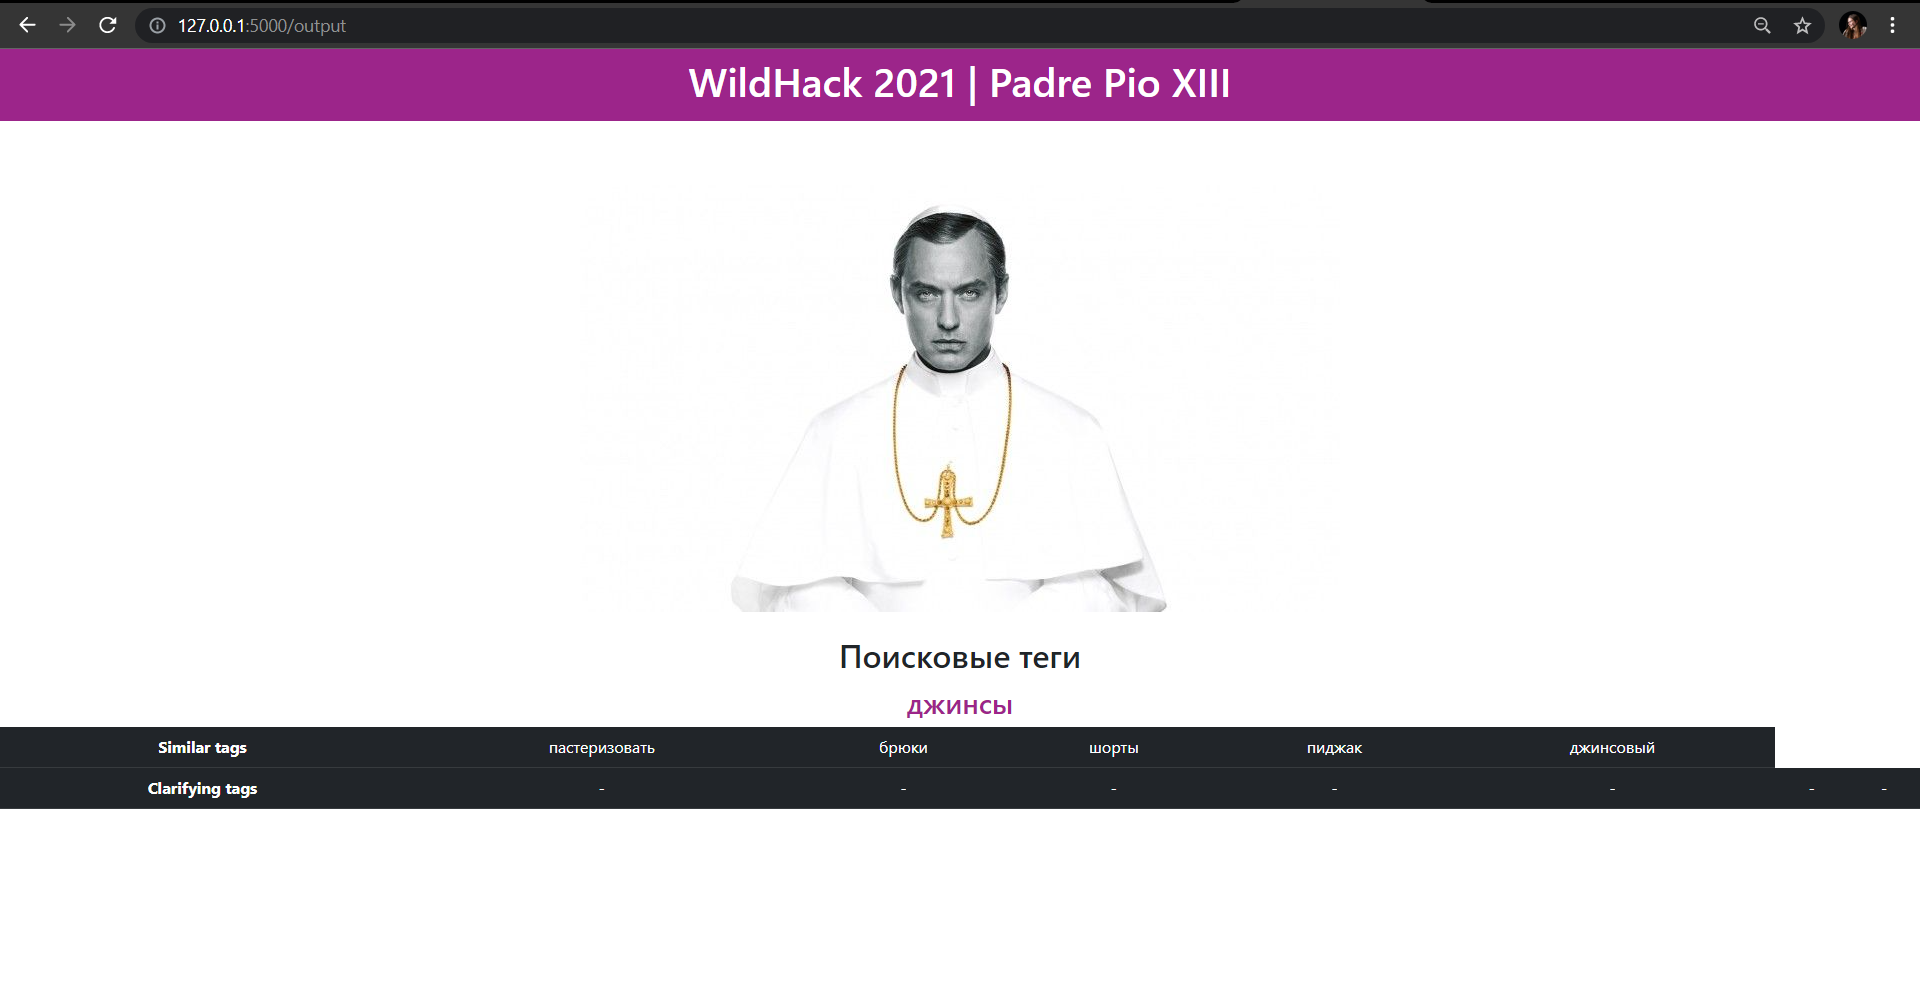 127.0.0.1:5000/output
WildHack 2021 | Padre Pio XIII
Поисковые теги
джинсы
Similar tags пастеризовать брюки шорты пиджак джинсовый
Clarifying tags - - - - - - -